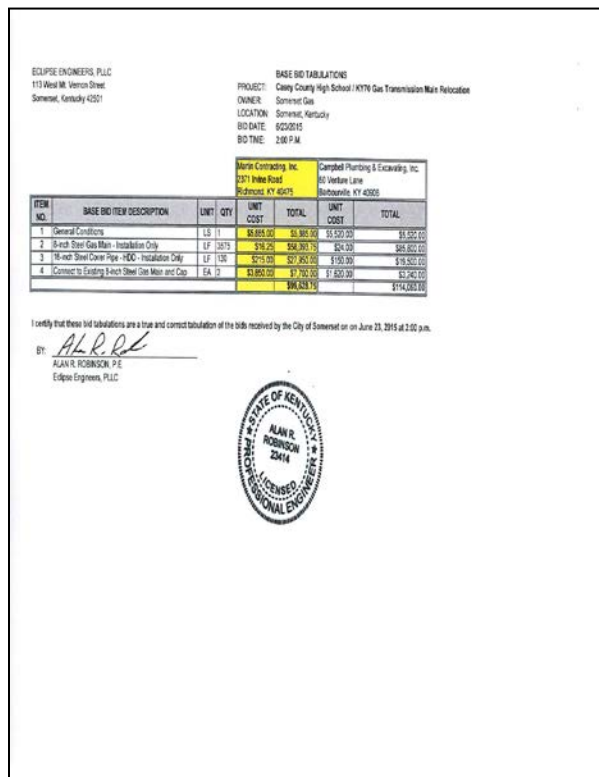 ECLIPSE ENGINEERS, PLLC
113 West Mt. Vernon Street
Somerset, Kentucky 42501
BASE BID TABULATIONS
PROJECT: Casey County High School / KY70 Gas Transmission Main Relocation
OWNER: Somerset Gas
LOCATION: Somerset, Kentucky
BID DATE: 6/23/2015
BID TIME: 2:00 P.M.
Martin Contracting, Inc. Campbell Plumbing & Excavating, Inc.
2371 Irvine Road 60 Venture Lane
Richmond, KY 40475 Barbourville, KY 40906
ITEM NO. BASE BID ITEM DESCRIPTION UNIT QTY UNIT COST TOTAL UNIT COST TOTAL
1 General Conditions LS 1 $5,885.00 $5,885.00 $5,520.00 $5,520.00
2 8-inch Steel Gas Main - Installation Only LF 3575 $16.25 $58,093.75 $24.00 $85,800.00
3 16-inch Steel Cover Pipe - HDD - Installation Only LF 130 $215.00 $27,950.00 $150.00 $19,500.00
4 Connect to Existing 8-inch Steel Gas Main and Cap EA 2 $3,850.00 $7,700.00 $1,620.00 $3,240.00
$99,628.75 $114,060.00
I certify that these bid tabulations are a true and correct tabulation of the bids received by the City of Somerset on on June 23, 2015 at 2:00 p.m.
BY:
ALAN R. ROBINSON, P.E.
Eclipse Engineers, PLLC
STATE OF KENTUCKY
ALAN R.
ROBINSON
23414
LICENSED
PROFESSIONAL ENGINEER